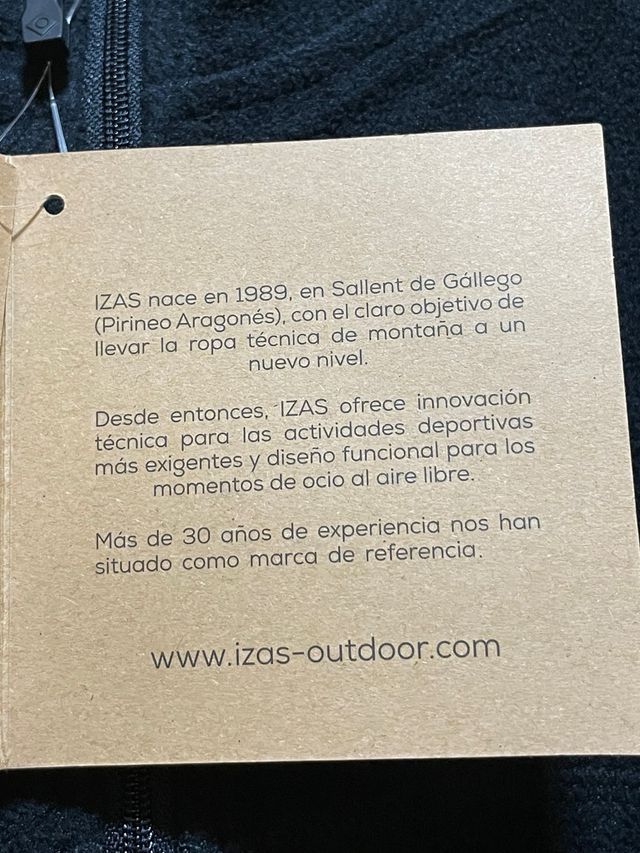 IZAS nace en 1989, en Sallent de Gállego
(Pirineo Aragonés), con el claro objetivo de
llevar la ropa técnica de montaña a un
nuevo nivel.
Desde entonces, IZAS ofrece innovación
técnica para las actividades deportivas
más exigentes y diseño funcional para los
momentos de ocio al aire libre.
Más de 30 años de experiencia nos han
situado como marca de referencia.
www.izas-outdoor.com